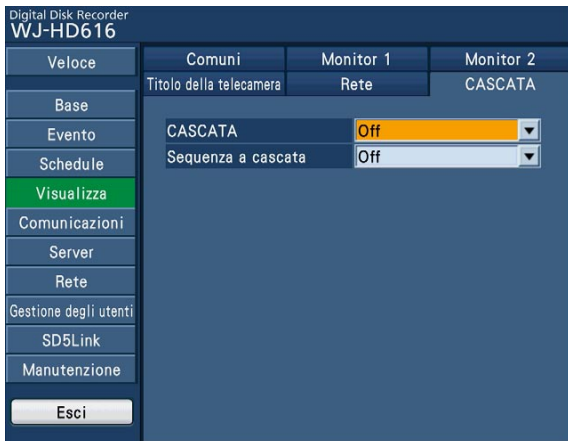 Digital Disk Recorder
WJ-HD616
Veloce
Base
Evento
Schedule
Visualizza
Comunicazioni
Server
Rete
Gestione degli utenti
SD5Link
Manutenzione
Esci
Comuni Monitor 1 Monitor 2
Titolo della telecamera Rete CASCATA
CASCATA Off
Sequenza a cascata Off